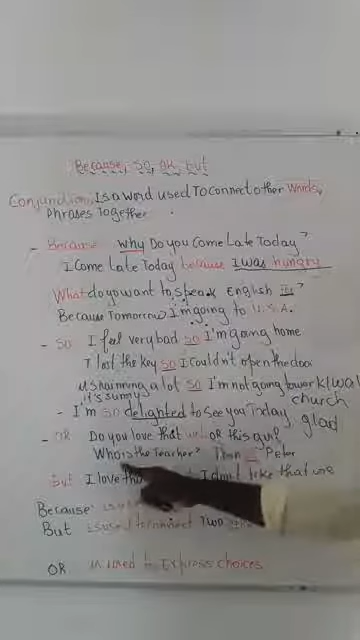 Because, so, OR, but
Conjunction, Is a word used To connect other words,
Phrases Together
- Because why Do you Come Late Today?
I Come Late Today because I was hungry
What do you want to speak English
Because Tomorrow I'm going to U.S.A.
- SO I feel very bad so I'm going home
I lost the key so I couldn't open the door
a lot so I'm not going to work/walk
it's sunny church
- I'm so delighted to see you Today. glad
- OR Do you love that OR this
Who is the Teacher? Peter
But I love I don't like that one
Because is
But is used to connect Two
OR is used to Express choices